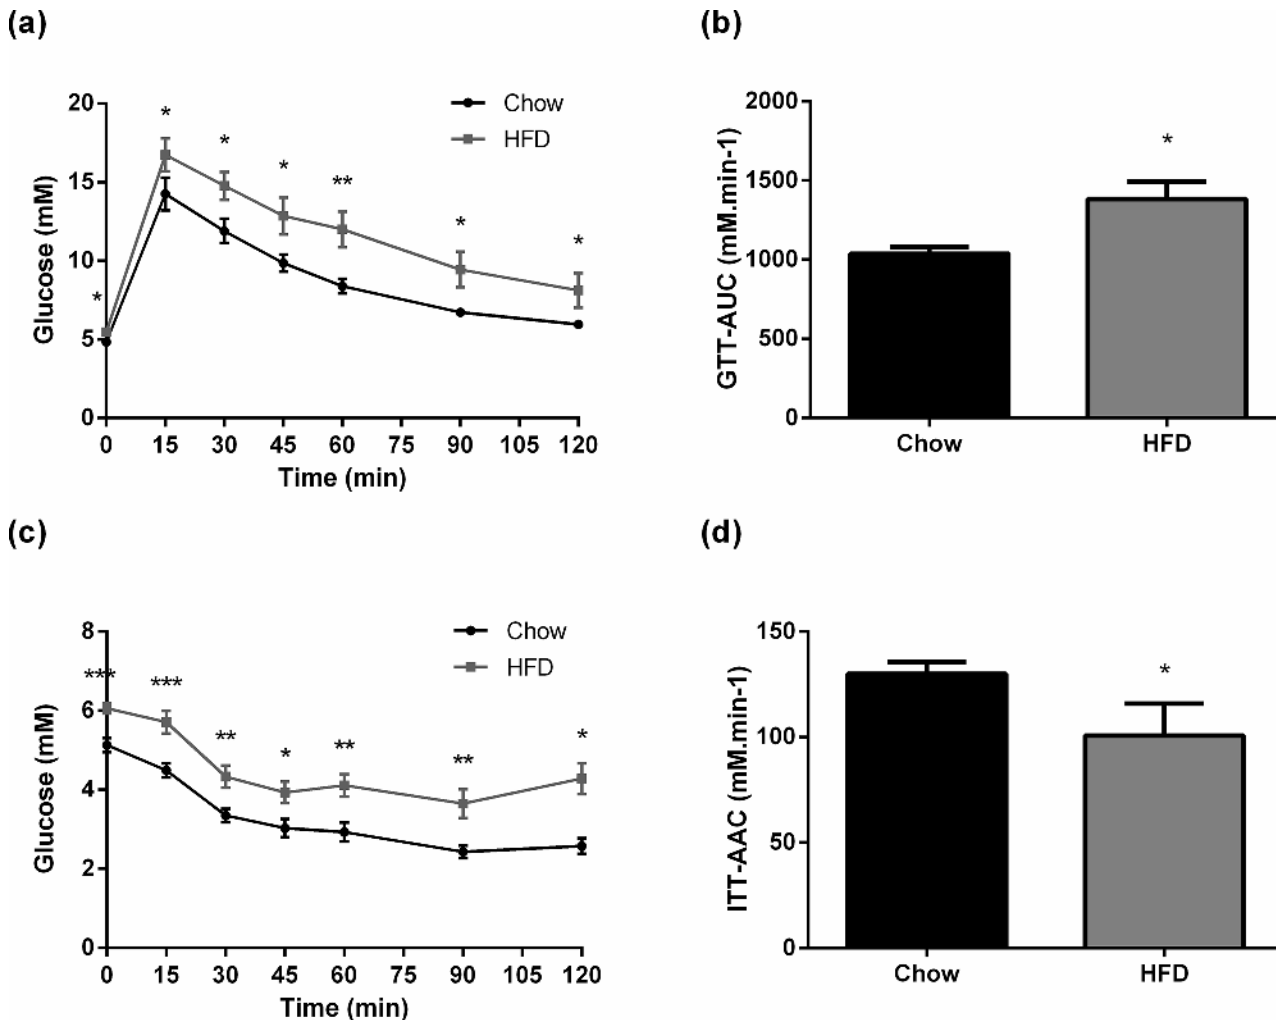 (a)
Glucose (mM)
20
15
10
5
0
0 15 30 45 60 75 90 105 120
Time (min)
Chow
HFD
* * * * ** * *
(b)
GTT-AUC (mM.min-1)
2000
1500
1000
500
0
Chow HFD
*
(c)
Glucose (mM)
8
6
4
2
0
0 15 30 45 60 75 90 105 120
Time (min)
Chow
HFD
*** *** ** * ** ** *
(d)
ITT-AAC (mM.min-1)
150
100
50
0
Chow HFD
*